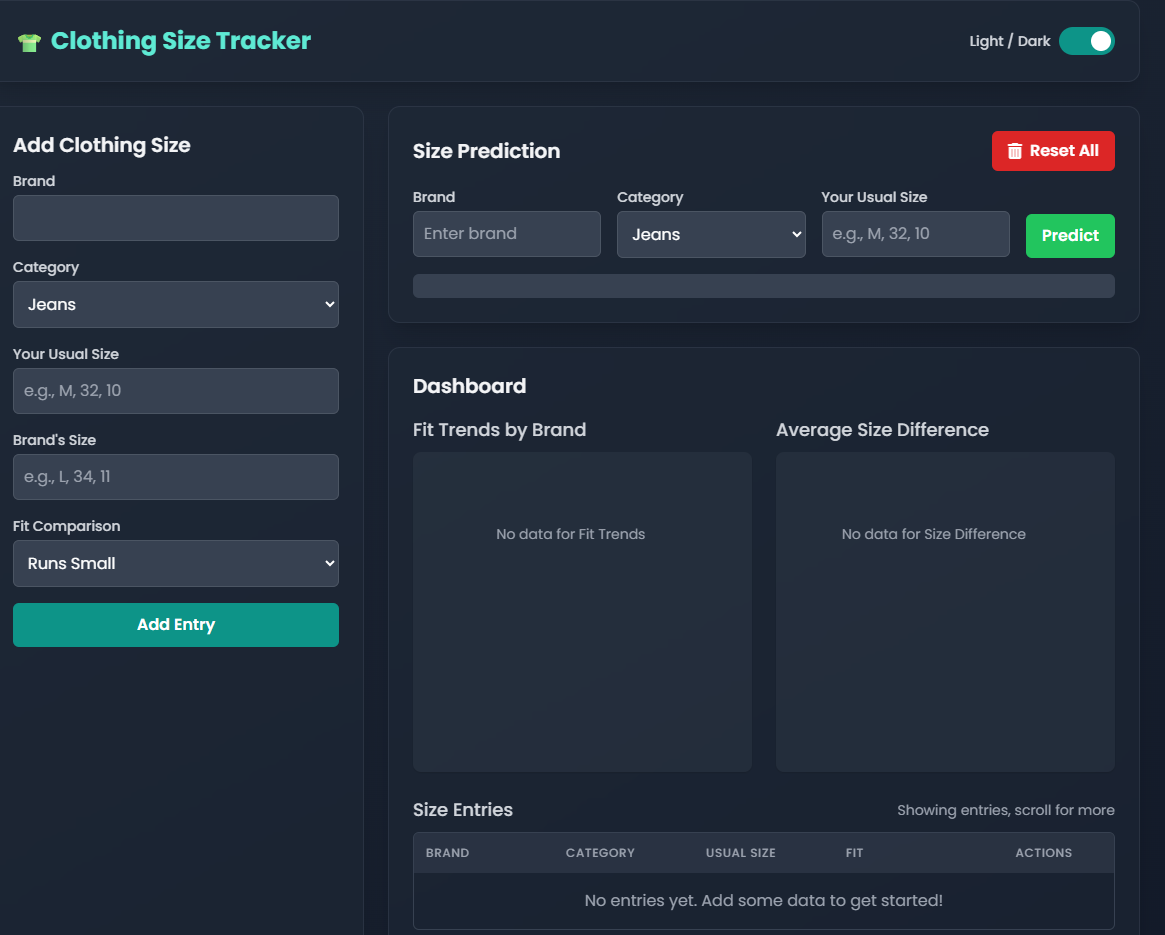 Clothing Size Tracker
Light / Dark
Add Clothing Size
Brand
Category
Jeans
Your Usual Size
e.g., M, 32, 10
Brand's Size
e.g., L, 34, 11
Fit Comparison
Runs Small
Add Entry
Size Prediction
Reset All
Brand
Category
Your Usual Size
Enter brand
Jeans
e.g., M, 32, 10
Predict
Dashboard
Fit Trends by Brand
Average Size Difference
No data for Fit Trends
No data for Size Difference
Size Entries
Showing entries, scroll for more
BRAND CATEGORY USUAL SIZE FIT ACTIONS
No entries yet. Add some data to get started!